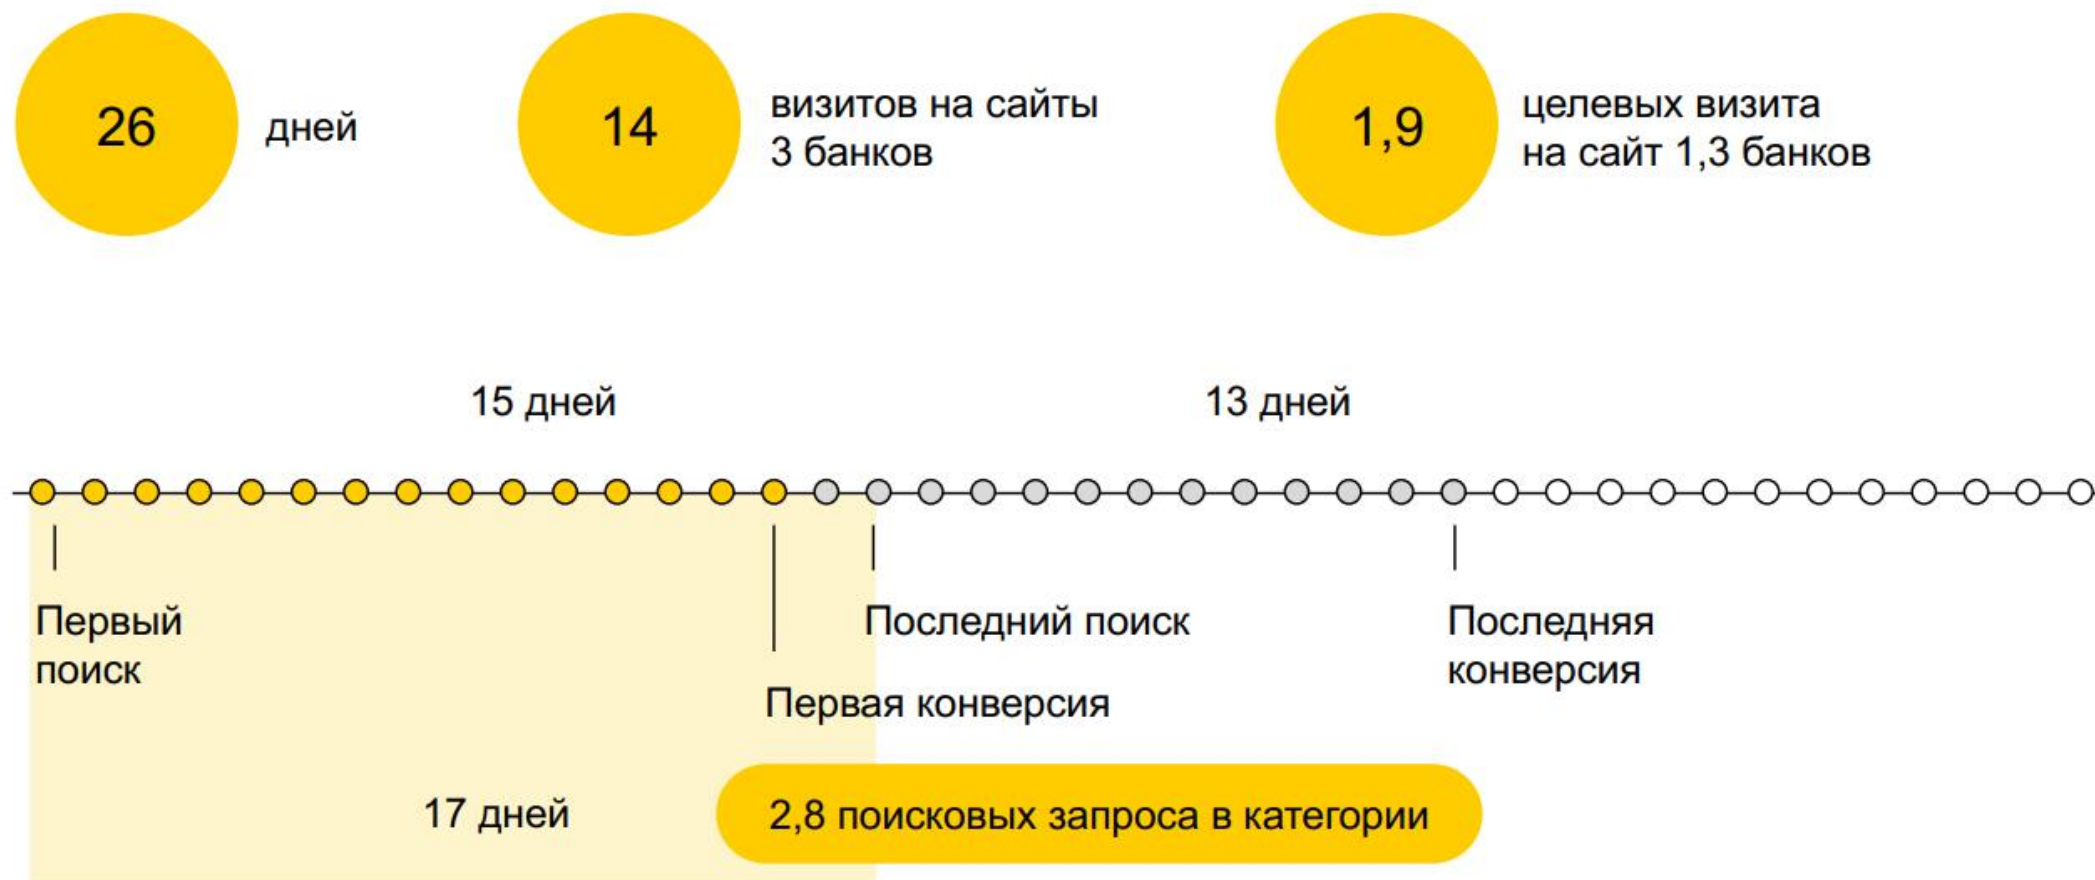 26
дней
14
визитов на сайты
3 банков
1,9
целевых визита
на сайт 1,3 банков
15 дней
13 дней
Первый
поиск
Последний поиск
Последняя
конверсия
Первая конверсия
17 дней
2,8 поисковых запроса в категории